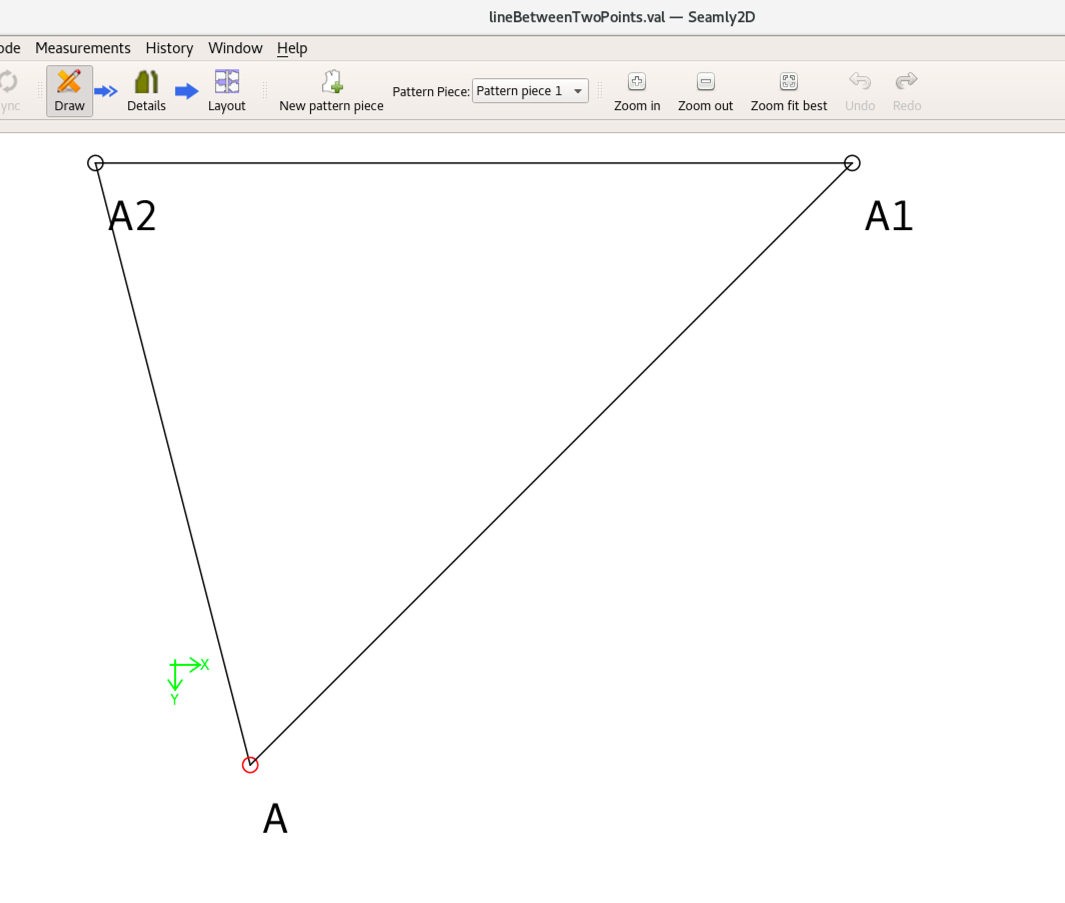 lineBetweenTwoPoints.val — Seamly2D
ode Measurements History Window Help
ync Draw Details Layout New pattern piece Pattern Piece: Pattern piece 1 Zoom in Zoom out Zoom fit best Undo Redo
A2 A1
X
Y
A